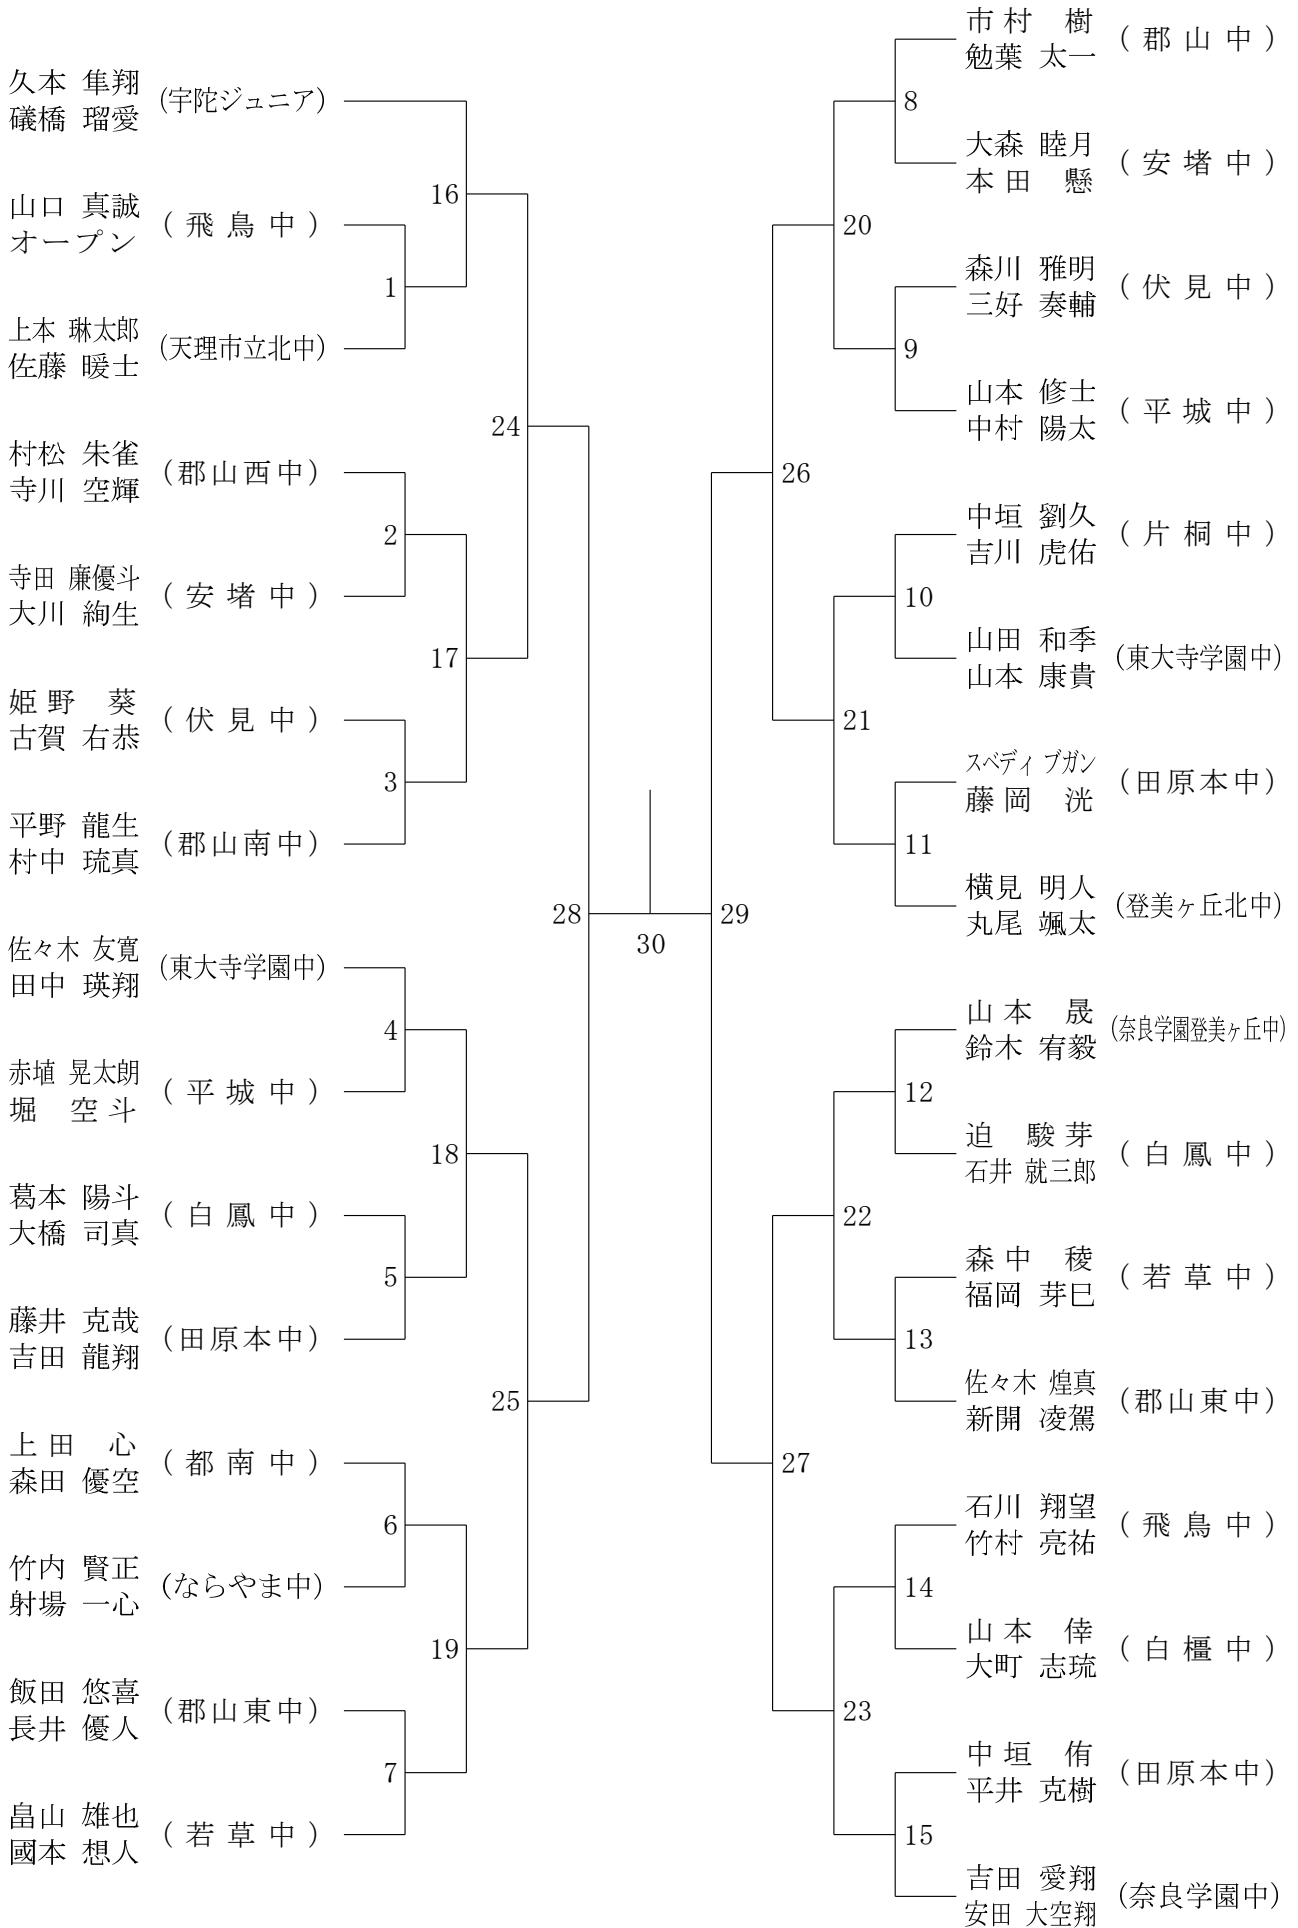 久本 隼翔
礒橋 瑠愛
(宇陀ジュニア)
山口 真誠
オープン
(飛鳥中)
上本 琳太郎
佐藤 暖士
(天理市立北中)
村松 朱雀
寺川 空輝
(郡山西中)
寺田 廉優斗
大川 絢生
(安堵中)
姫野 葵
古賀 右恭
(伏見中)
平野 龍生
村中 琉真
(郡山南中)
佐々木 友寛
田中 瑛翔
(東大寺学園中)
赤埴 晃太朗
堀 空斗
(平城中)
葛本 陽斗
大橋 司真
(白鳳中)
藤井 克哉
吉田 龍翔
(田原本中)
上田 心
森田 優空
(都南中)
竹内 賢正
射場 一心
(ならやま中)
飯田 悠喜
長井 優人
(郡山東中)
畠山 雄也
國本 想人
(若草中)
1
2
3
4
5
6
7
16
17
18
19
24
25
28
30
29
26
27
20
21
22
23
8
9
10
11
12
13
14
15
市村 樹
勉葉 太一
(郡山中)
大森 睦月
本田 懸
(安堵中)
森川 雅明
三好 奏輔
(伏見中)
山本 修士
中村 陽太
(平城中)
中垣 劉久
吉川 虎佑
(片桐中)
山田 和季
山本 康貴
(東大寺学園中)
スベディ ブガン
藤岡 洸
(田原本中)
横見 明人
丸尾 颯太
(登美ヶ丘北中)
山本 晟
鈴木 宥毅
(奈良学園登美ヶ丘中)
迫 駿芽
石井 就三郎
(白鳳中)
森中 稜
福岡 芽巳
(若草中)
佐々木 煌真
新開 凌駕
(郡山東中)
石川 翔望
竹村 亮祐
(飛鳥中)
山本 倖
大町 志琉
(白橿中)
中垣 侑
平井 克樹
(田原本中)
吉田 愛翔
安田 大空翔
(奈良学園中)